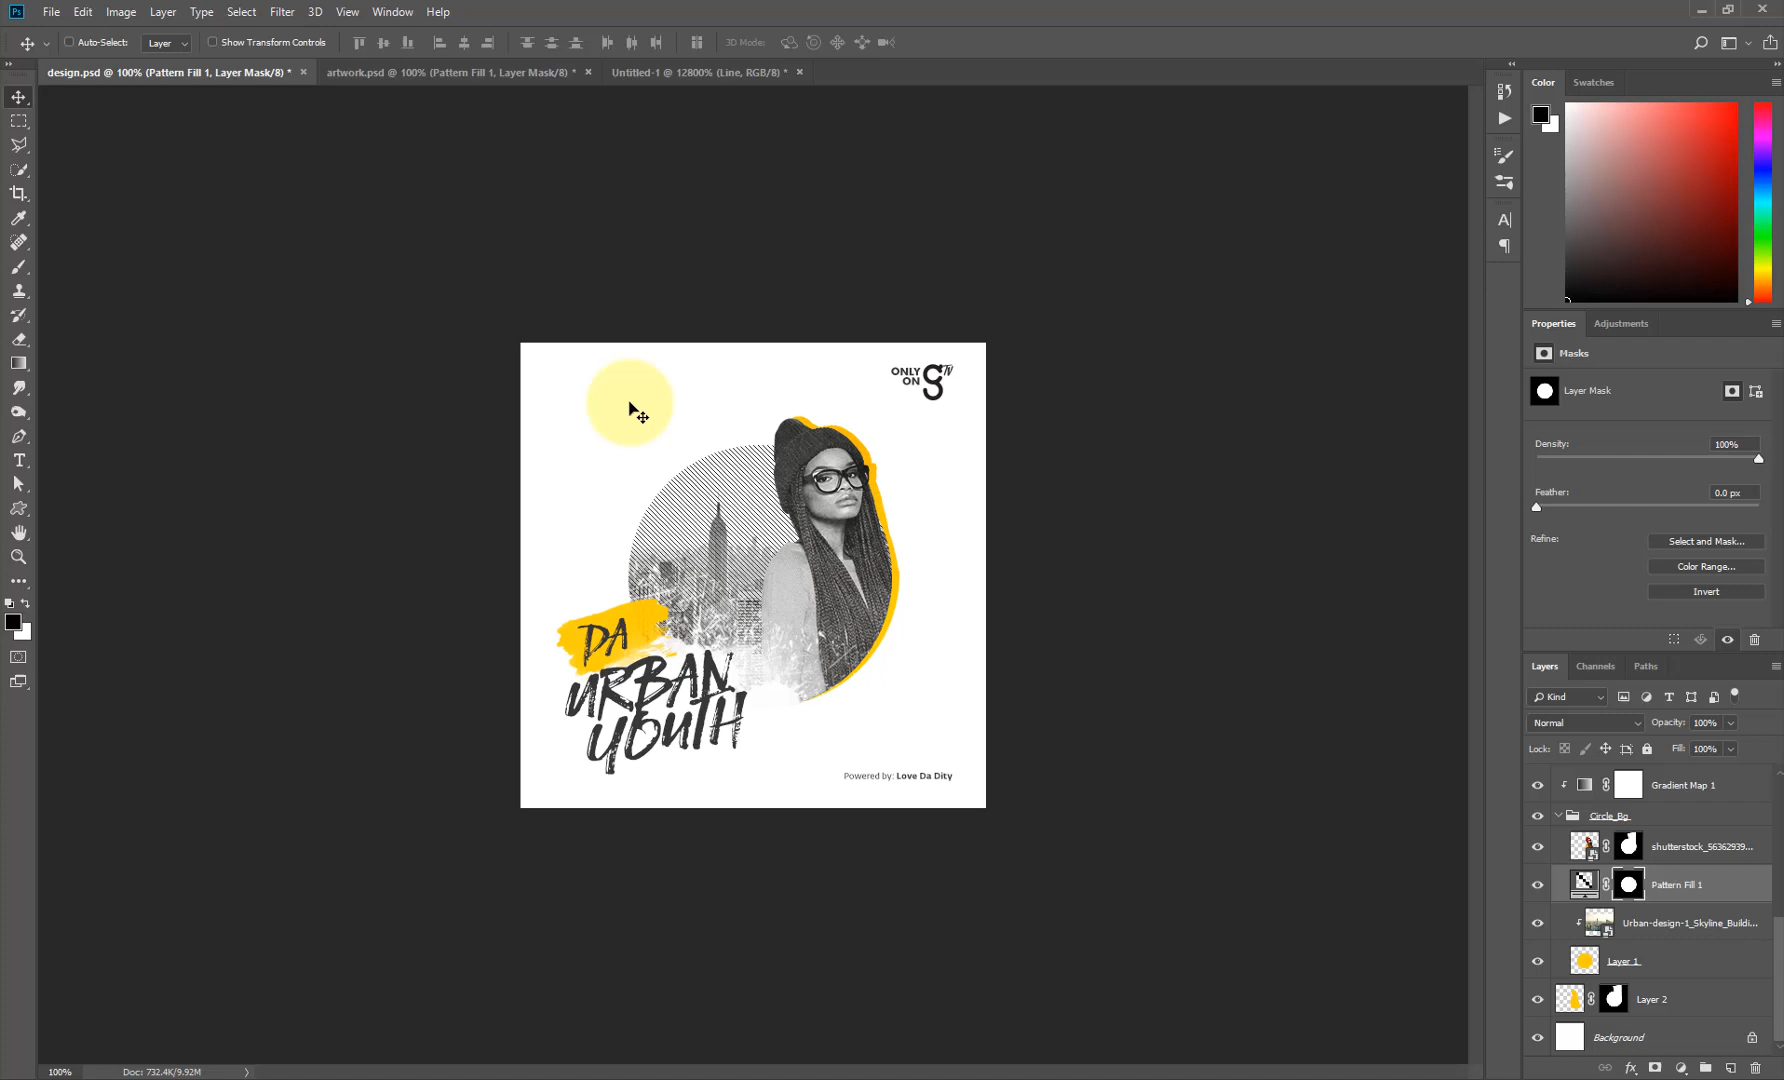 Ps File Edit Image Layer Type Select Filter 3D View Window Help
Auto-Select: Layer Show Transform Controls 3D Mode:
design.psd @ 100% (Pattern Fill 1, Layer Mask/8) * × artwork.psd @ 100% (Pattern Fill 1, Layer Mask/8) * × Untitled-1 @ 12800% (Line, RGB/8) * ×
Color Swatches
Properties Adjustments
Masks
Layer Mask
Density: 100%
Feather: 0.0 px
Refine: Select and Mask...
Color Range...
Invert
Layers Channels Paths
Kind
Normal Opacity: 100%
Lock: Fill: 100%
Gradient Map 1
Circle_Bg
shutterstock_56362939...
Pattern Fill 1
Urban-design-1_Skyline_Buildi...
Layer 1
Layer 2
Background
ONLY
ON
TV
DA
URBAN
YOUTH
Powered by: Love Da Dity
100% Doc: 732.4K/9.92M